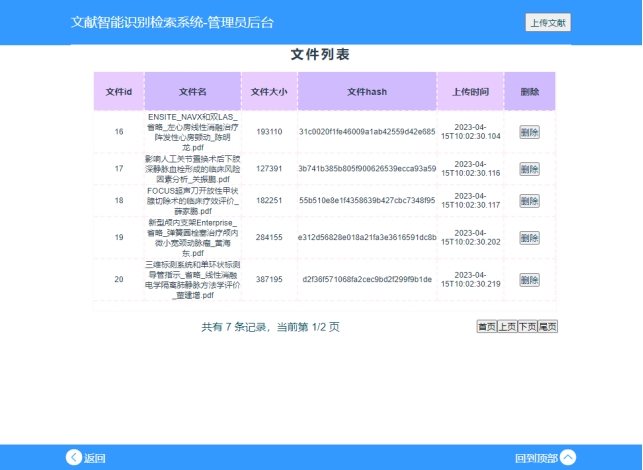 文献智能识别检索系统-管理员后台
上传文献
文件列表
文件id 文件名 文件大小 文件hash 上传时间 删除
ENSITE_NAVX和双LAS_
省略_左心房线性消融治疗
阵发性心房颤动_陈明
龙.pdf
16 193110 31c0020f1fe46009a1ab42559d42e685 2023-04-
15T10:02:30.104 删除
影响人工关节置换术后下肢
深静脉血栓形成的临床风险
因素分析_关振鹏.pdf
17 127391 3b741b385b805f900626539ecca93a59 2023-04-
15T10:02:30.116 删除
FOCUS超声刀开放性甲状
腺切除术的临床疗效评价_
薛家鹏.pdf
18 182251 55b510e8e1f4358639b427cbc7348f95 2023-04-
15T10:02:30.117 删除
新型颅内支架Enterprise_
省略_弹簧圈栓塞治疗颅内
微小宽颈动脉瘤_黄海
东.pdf
19 284155 e312d56828e018a21fa3e3616591dc8b 2023-04-
15T10:02:30.202 删除
三维标测系统和单环状标测
导管指示_省略_线性消融
电学隔离肺静脉方法学评价
_董建增.pdf
20 387195 d2f36f571068fa2cec9bd2f299f9b1de 2023-04-
15T10:02:30.219 删除
共有 7 条记录，当前第 1/2 页
首页 上页 下页 尾页
返回
回到顶部